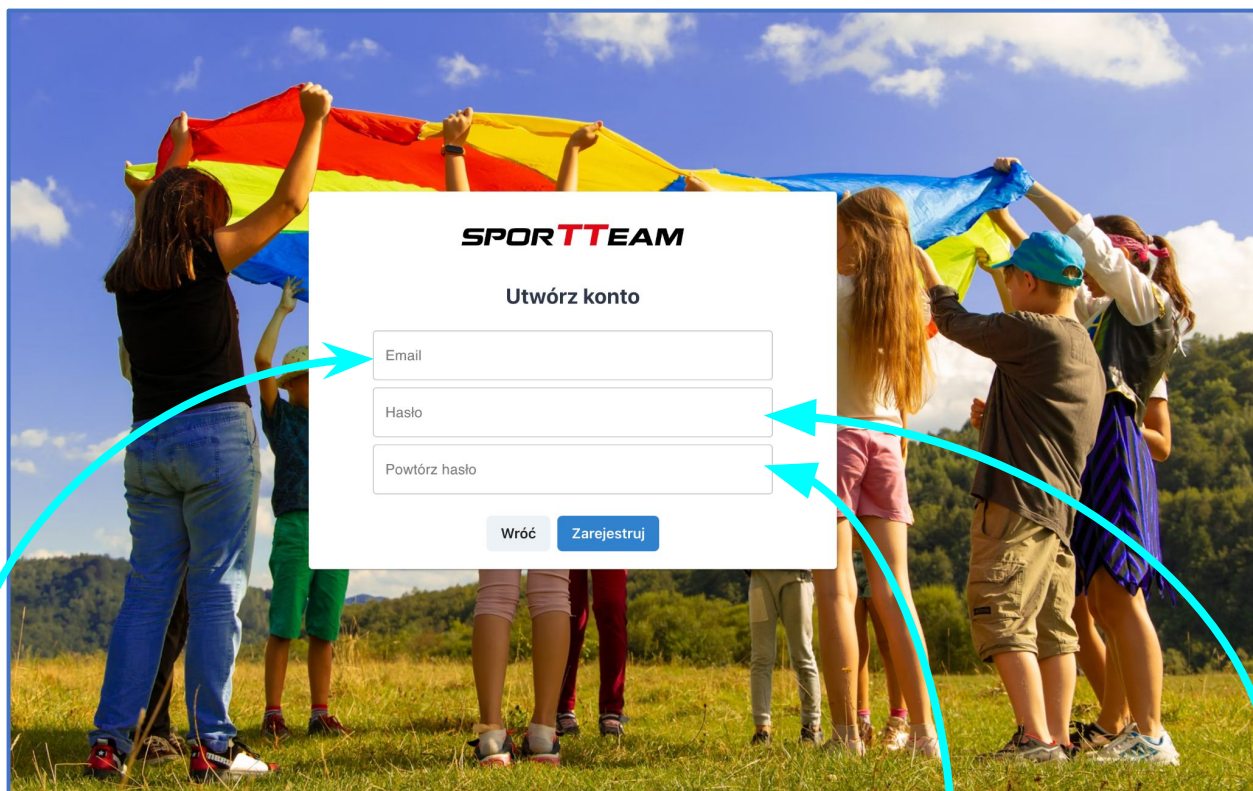 SPORTTEAM
Utwórz konto
Email
Hasło
Powtórz hasło
Wróć Zarejestruj